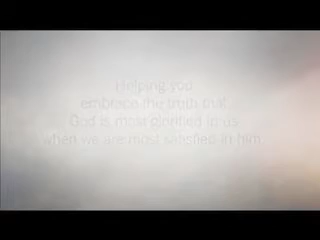 Helping you
embrace the truth that
God is most glorified in us
when we are most satisfied in him